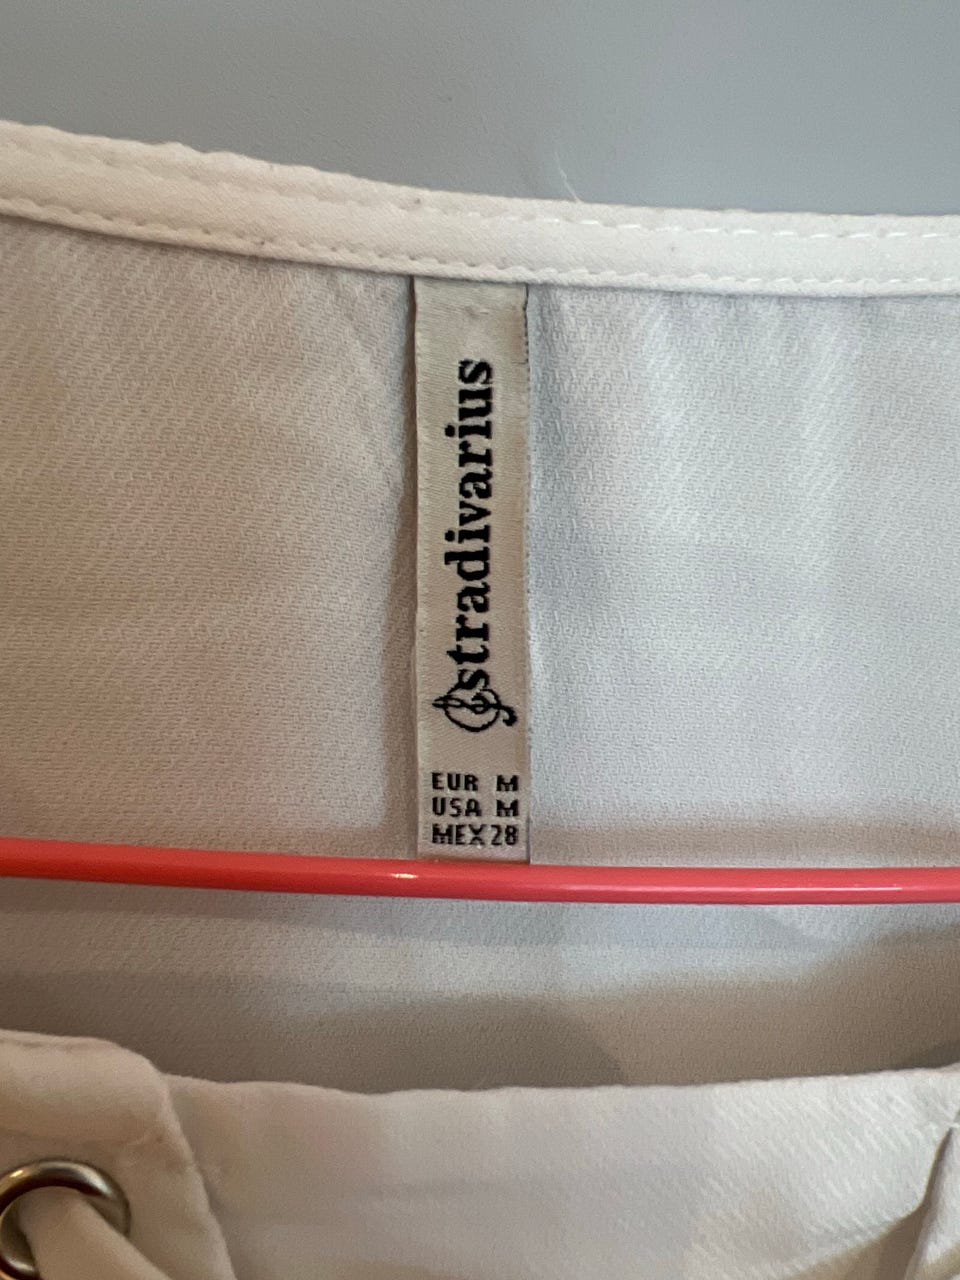 stradivarius
EUR M
USA M
MEX 28